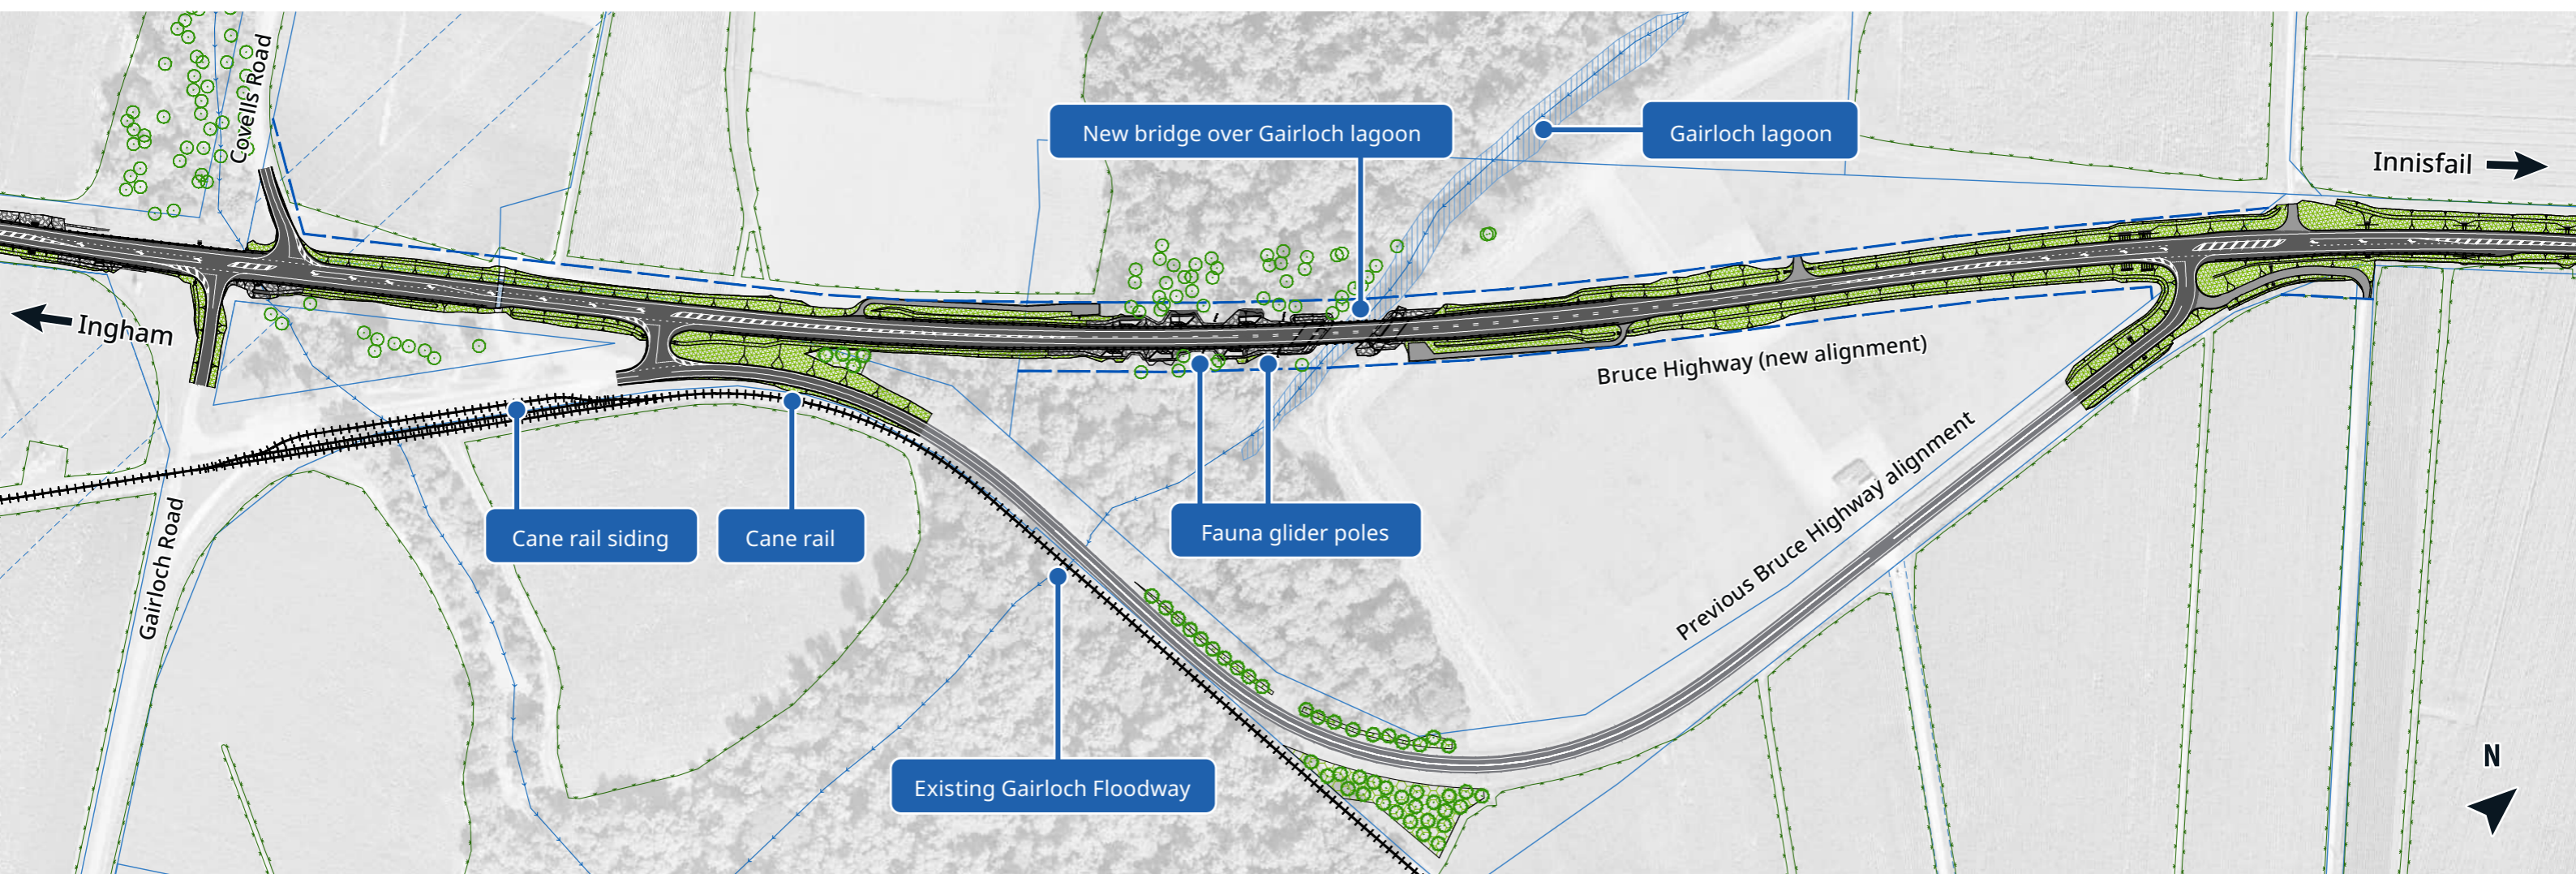 Covells Road
New bridge over Gairloch lagoon
Gairloch lagoon
Innisfail
Ingham
Bruce Highway (new alignment)
Previous Bruce Highway alignment
Cane rail siding
Cane rail
Fauna glider poles
Gairloch Road
Existing Gairloch Floodway
N